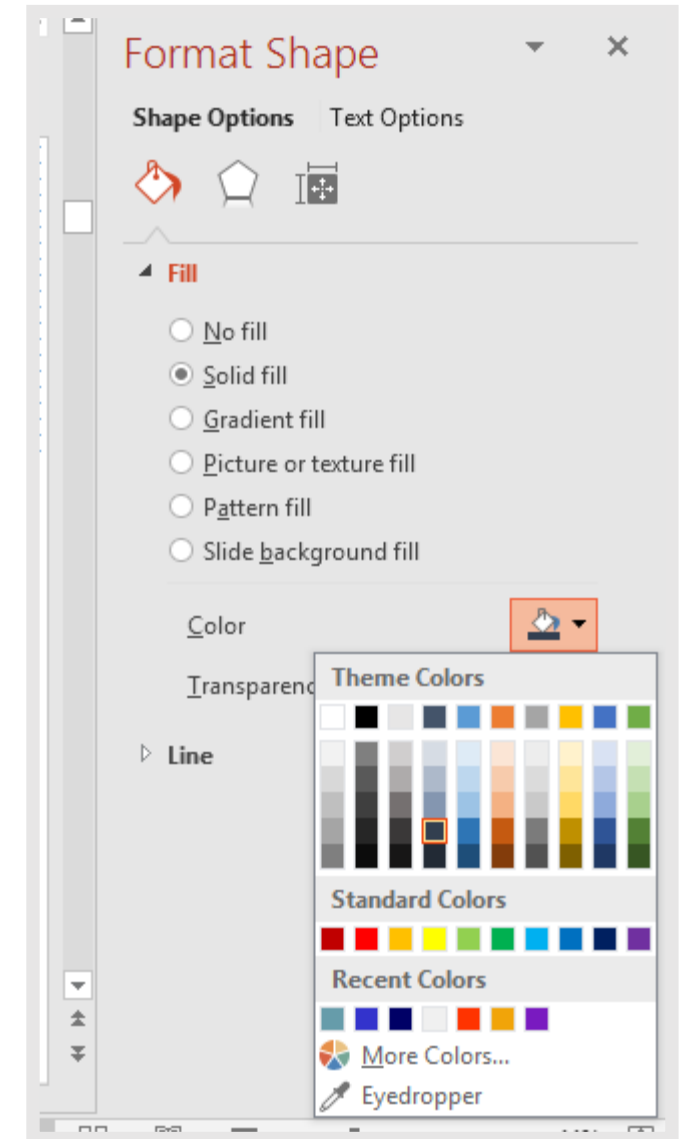 Format Shape
Shape Options Text Options
Fill
No fill
Solid fill
Gradient fill
Picture or texture fill
Pattern fill
Slide background fill
Color
Transparenc
Theme Colors
Line
Standard Colors
Recent Colors
More Colors...
Eyedropper